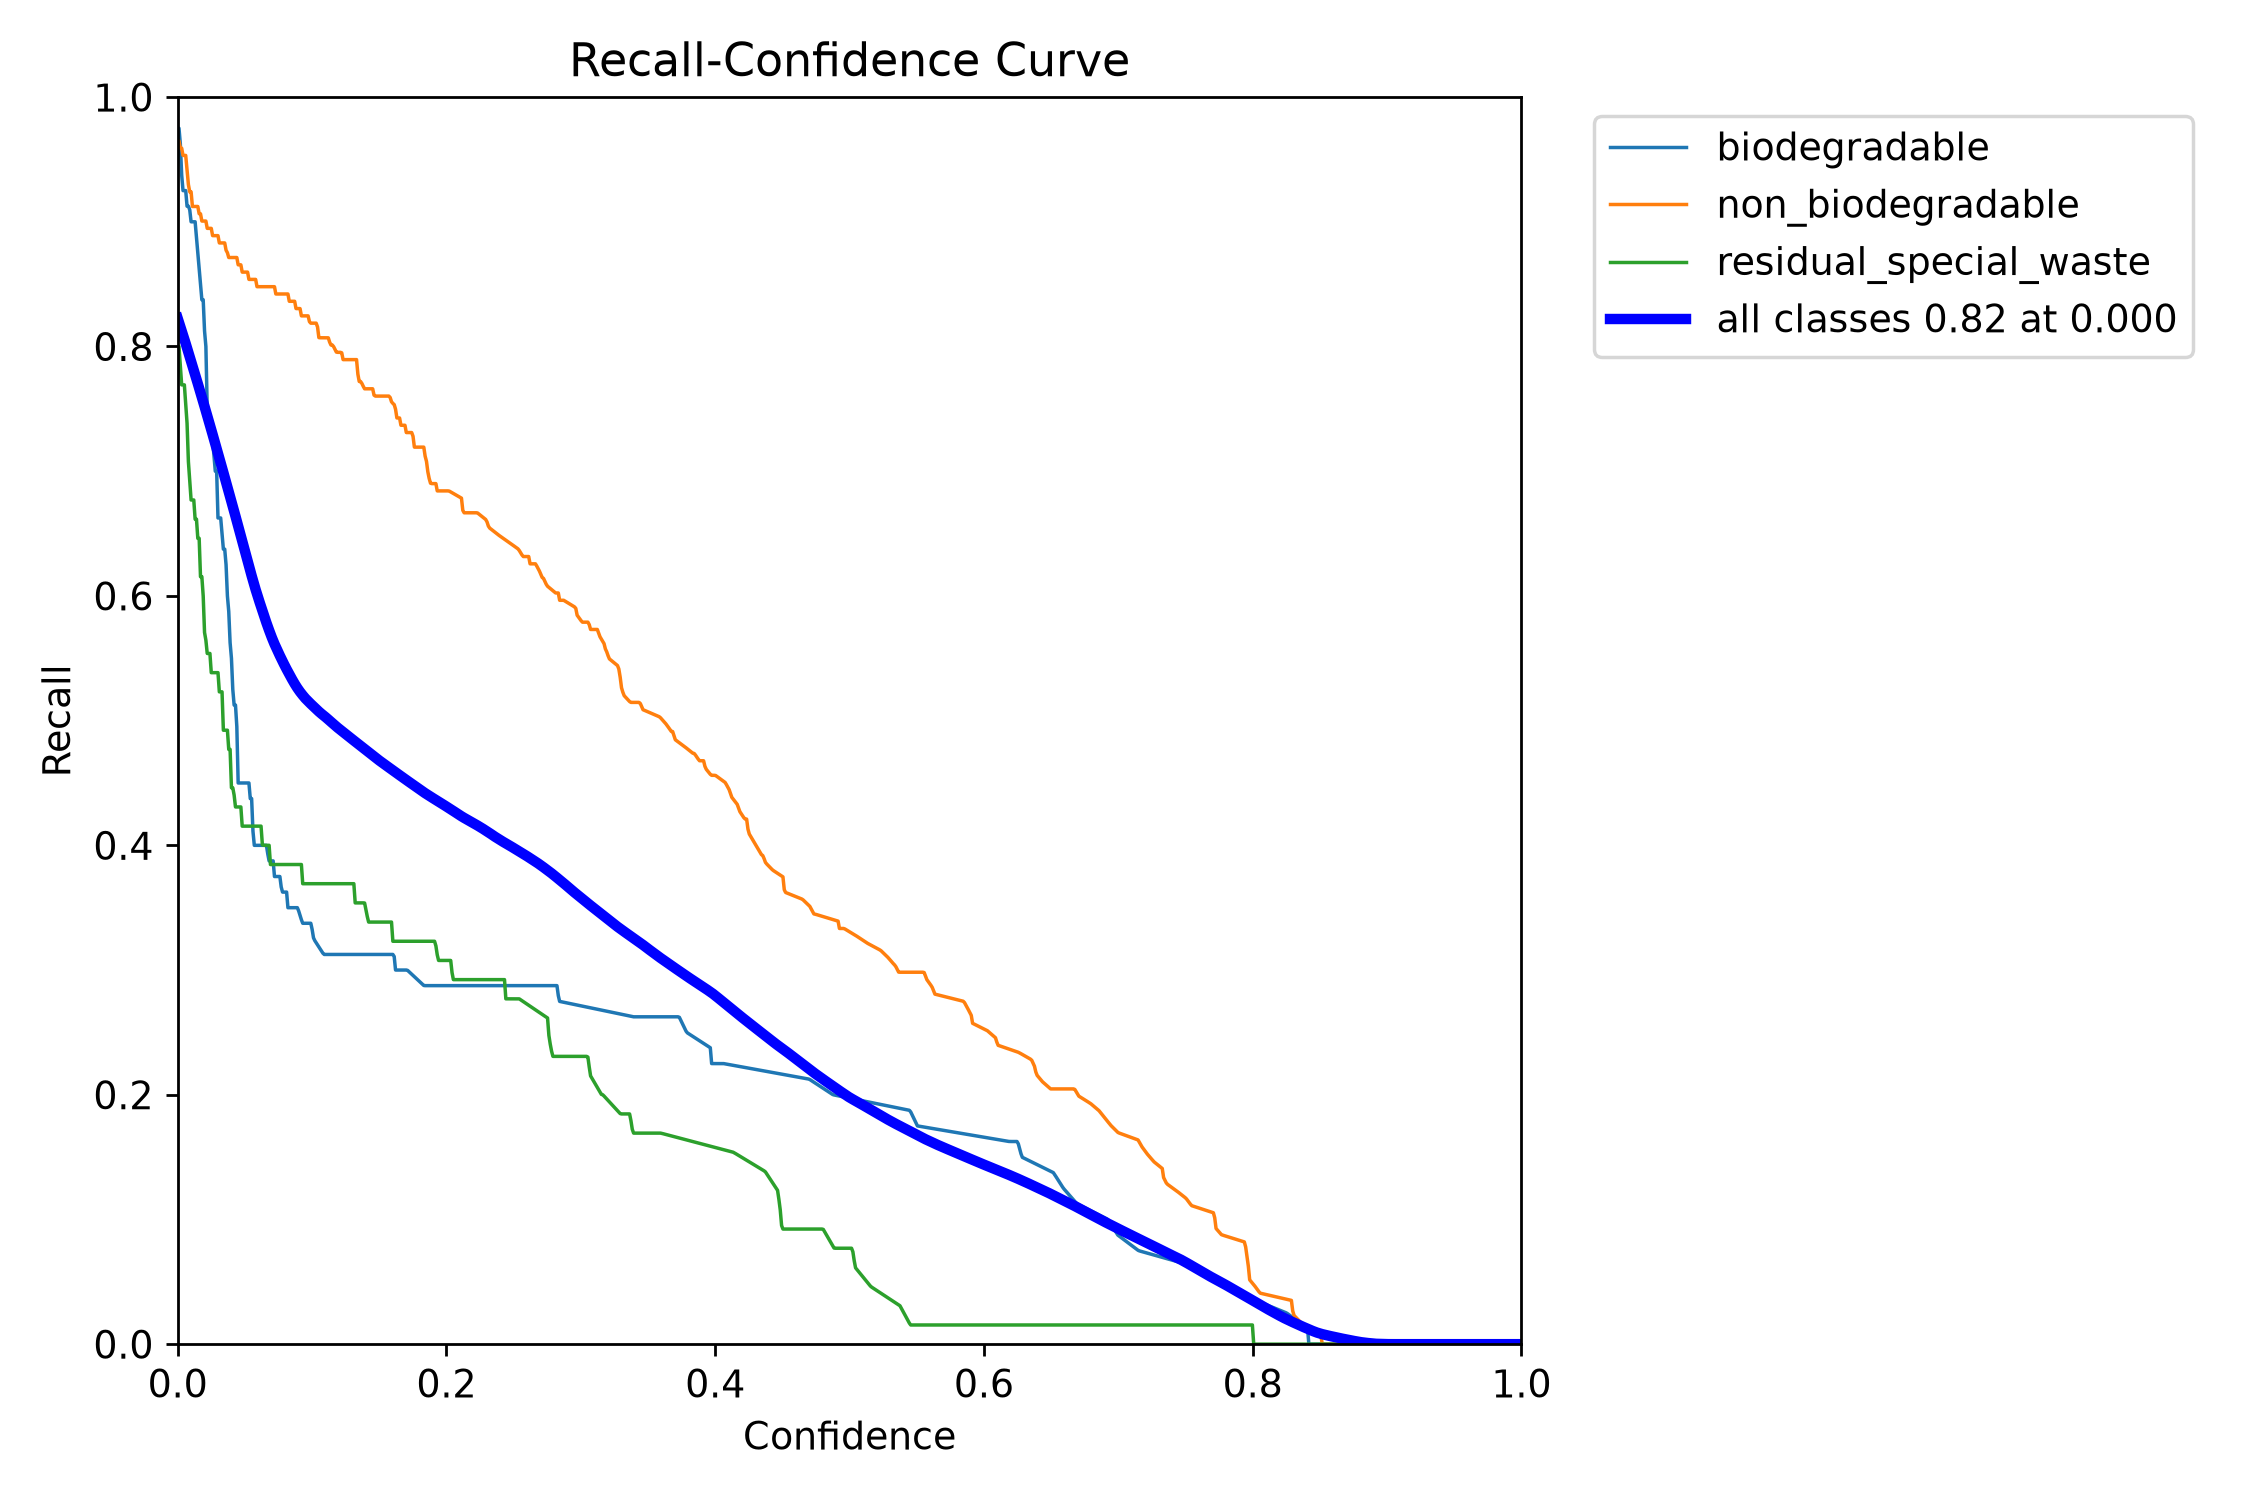 Recall-Confidence Curve
1.0
0.8
0.6
0.4
0.2
0.0
Recall
0.0 0.2 0.4 0.6 0.8 1.0
Confidence
biodegradable
non_biodegradable
residual_special_waste
all classes 0.82 at 0.000